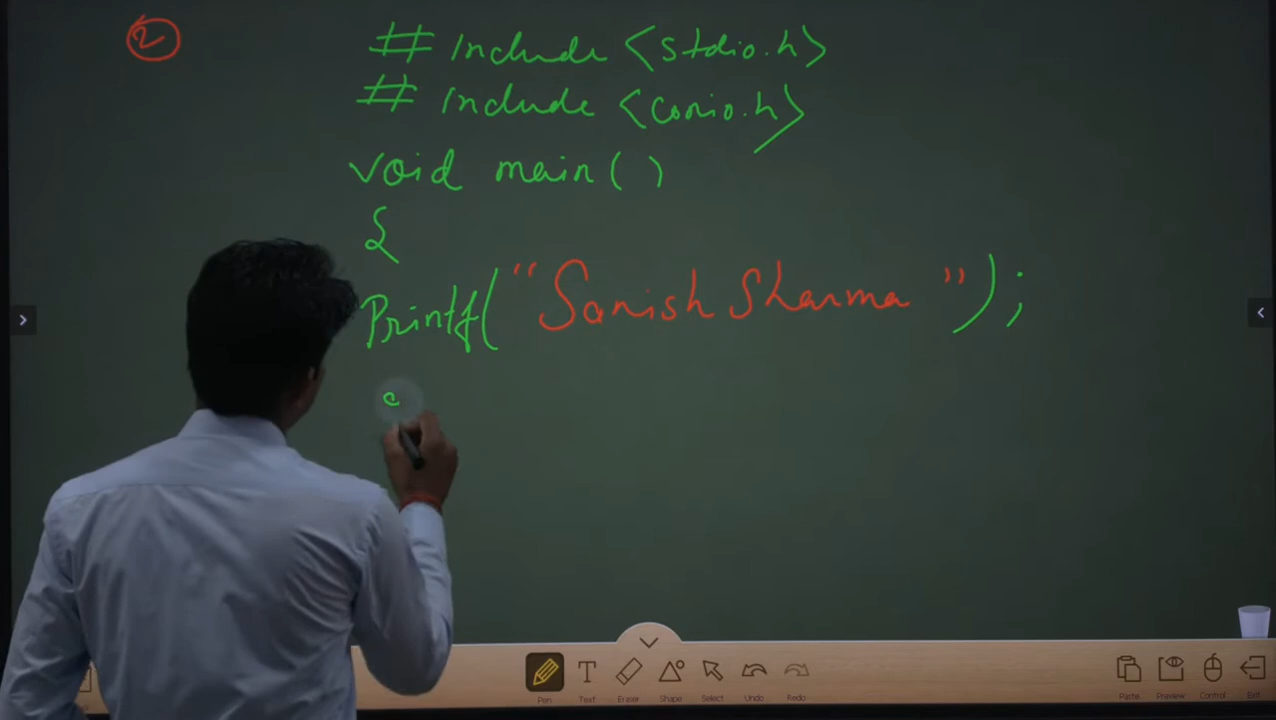 2
# Include <stdio.h>
# Include <conio.h>
void main()
{
Printf("Sanish Sharma");
e
Pen
Text
Eraser
Shape
Select
Undo
Redo
Paste
Preview
Control
Exit